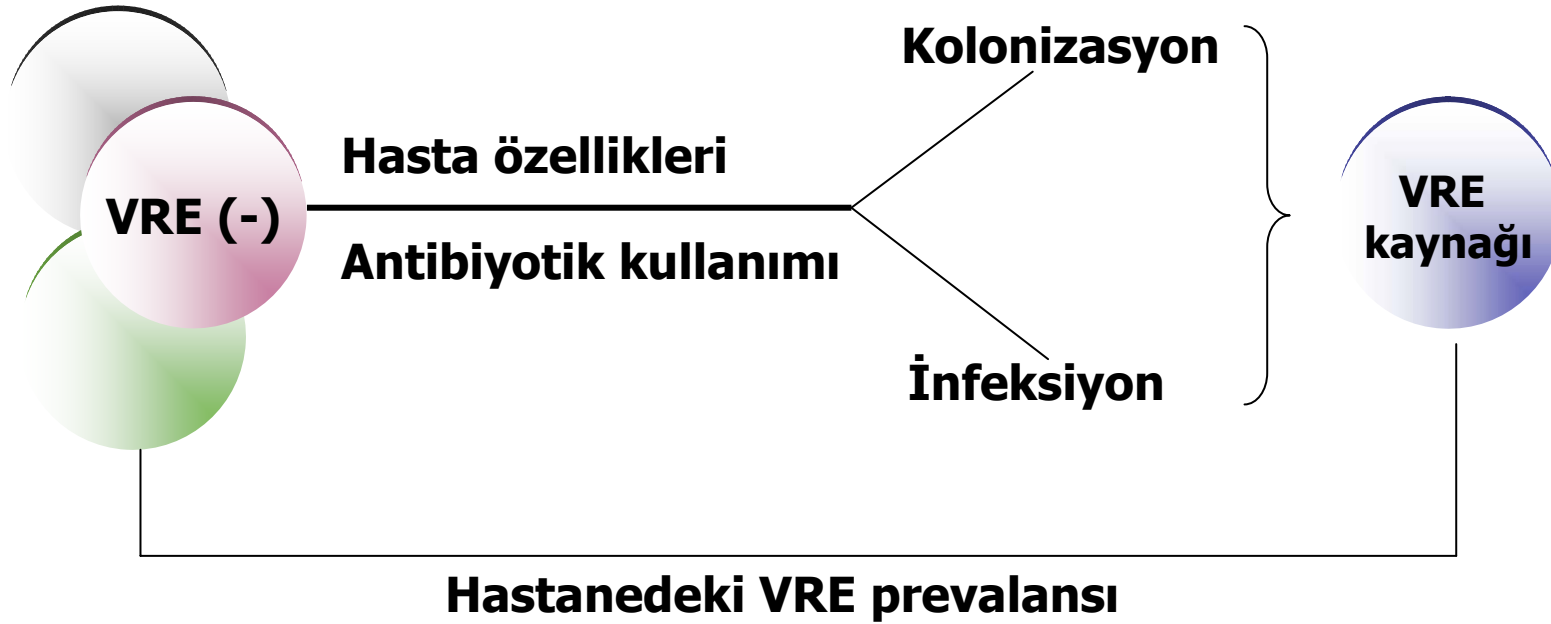 Kolonizasyon
Hasta özellikleri
VRE (-)
Antibiyotik kullanımı
VRE
kaynağı
İnfeksiyon
Hastanedeki VRE prevalansı